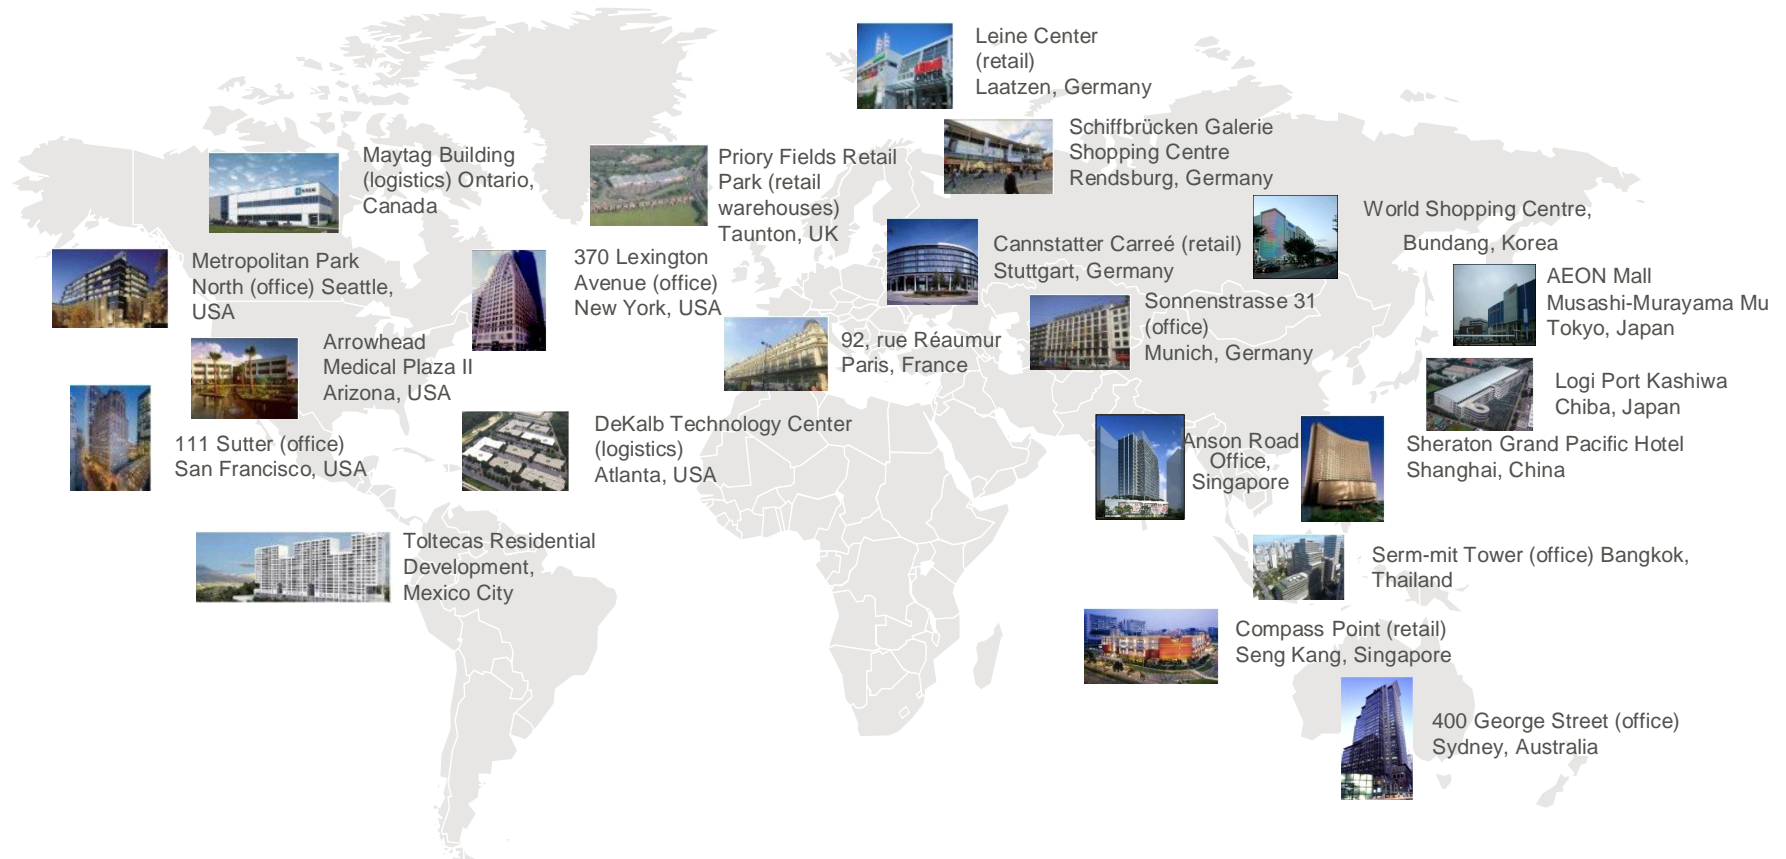 Leine Center
(retail)
Laatzen, Germany
Schiffbrücken Galerie
Shopping Centre
Rendsburg, Germany
Maytag Building
(logistics) Ontario,
Canada
Priory Fields Retail
Park (retail
warehouses)
Taunton, UK
World Shopping Centre,
Bundang, Korea
Metropolitan Park
North (office) Seattle,
USA
370 Lexington
Avenue (office)
New York, USA
Cannstatter Carreé (retail)
Stuttgart, Germany
AEON Mall
Musashi-Murayama Mu
Tokyo, Japan
Sonnenstrasse 31
(office)
Munich, Germany
Arrowhead
Medical Plaza II
Arizona, USA
92, rue Réaumur
Paris, France
Logi Port Kashiwa
Chiba, Japan
111 Sutter (office)
San Francisco, USA
DeKalb Technology Center
(logistics)
Atlanta, USA
Anson Road
Office,
Singapore
Sheraton Grand Pacific Hotel
Shanghai, China
Toltecas Residential
Development,
Mexico City
Serm-mit Tower (office) Bangkok,
Thailand
Compass Point (retail)
Seng Kang, Singapore
400 George Street (office)
Sydney, Australia